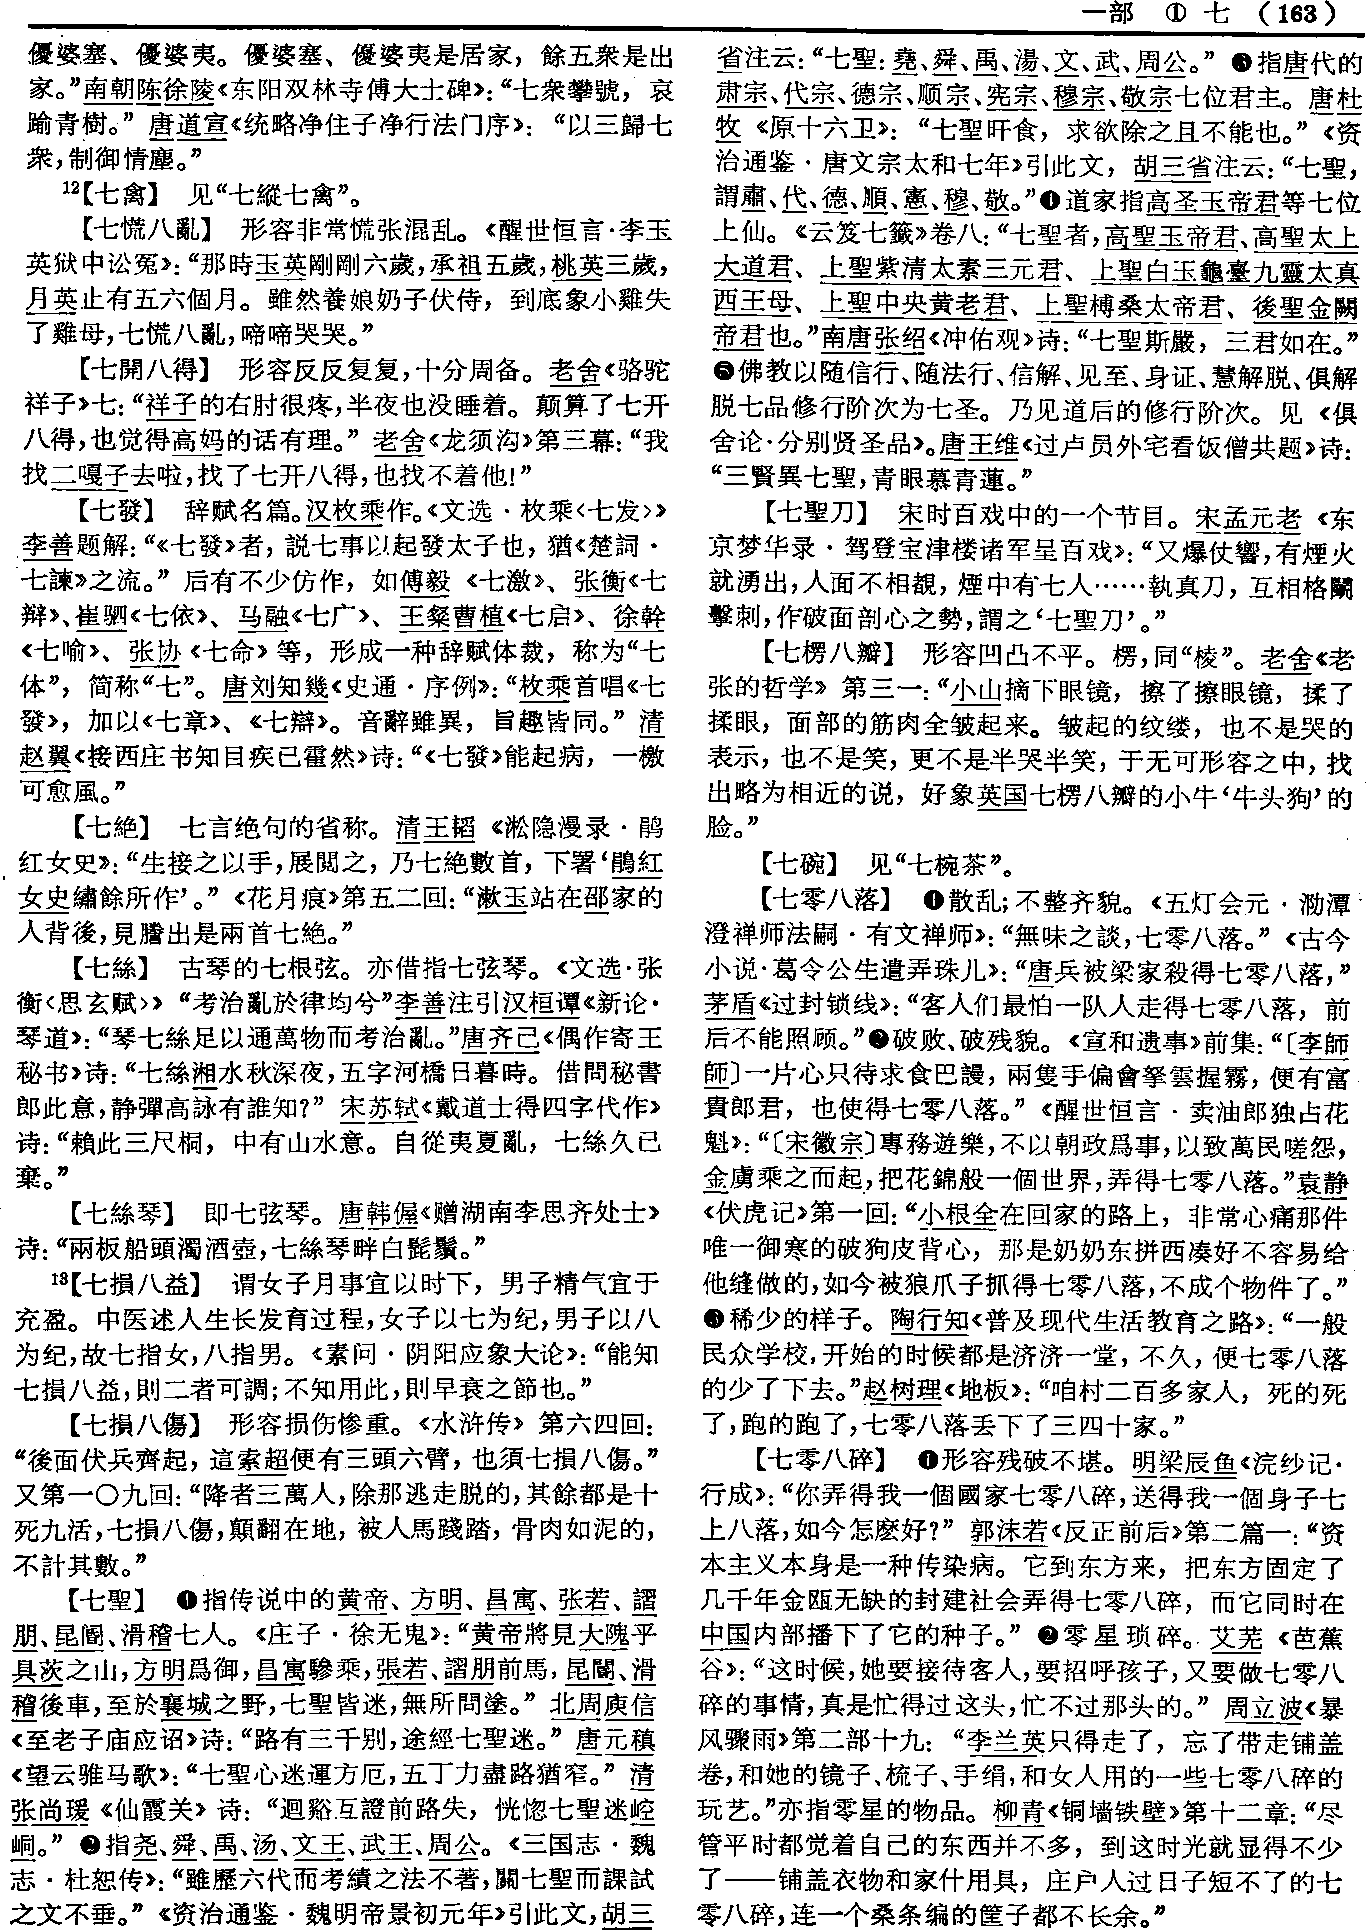 一部 ① 七 （163）
優婆塞、優婆夷。優婆塞、優婆夷是居家，餘五衆是出
家。”南朝陈徐陵《东阳双林寺傅大士碑》：“七衆攀號，哀
踰青樹。”唐道宣《统略净住子净行法门序》：“以三歸七
衆，制御情塵。”
12【七禽】 见“七縱七禽”。
【七慌八亂】 形容非常慌张混乱。《醒世恒言·李玉
英狱中讼冤》：“那時玉英剛剛六歲，承祖五歲，桃英三歲，
月英止有五六個月。雖然養娘奶子伏侍，到底象小雞失
了雞母，七慌八亂，啼啼哭哭。”
【七開八得】 形容反反复复，十分周备。老舍《骆驼
祥子》七：“祥子的右肘很疼，半夜也没睡着。颠算了七开
八得，也觉得高妈的话有理。”老舍《龙须沟》第三幕：“我
找二嘎子去啦，找了七开八得，也找不着他！”
【七發】 辞赋名篇。汉枚乘作。《文选·枚乘〈七发〉》
李善题解：“《七發》者，説七事以起發太子也，猶《楚詞·
七諫》之流。”后有不少仿作，如傅毅《七激》、张衡《七
辩》、崔骃《七依》、马融《七广》、王粲曹植《七启》、徐幹
《七喻》、张协《七命》等，形成一种辞赋体裁，称为“七
体”，简称“七”。唐刘知幾《史通·序例》：“枚乘首唱《七
發》，加以《七章》、《七辯》。音辭雖異，旨趣皆同。”清
赵翼《接西庄书知目疾已霍然》诗：“《七發》能起病，一檄
可愈風。”
【七絶】 七言绝句的省称。清王韬《淞隐漫录·鹃
红女史》：“生接之以手，展閲之，乃七絶數首，下署‘鵑紅
女史繡餘所作’。”《花月痕》第五二回：“漱玉站在邵家的
人背後，見謄出是兩首七絶。”
【七絲】 古琴的七根弦。亦借指七弦琴。《文选·张
衡〈思玄赋〉》“考治亂於律均兮”李善注引汉桓谭《新论·
琴道》：“琴七絲足以通萬物而考治亂。”唐齐己《偶作寄王
秘书》诗：“七絲湘水秋深夜，五字河橋日暮時。借問秘書
郎此意，静彈高詠有誰知？”宋苏轼《戴道士得四字代作》
诗：“賴此三尺桐，中有山水意。自從夷夏亂，七絲久已
棄。”
【七絲琴】 即七弦琴。唐韩偓《赠湖南李思齐处士》
诗：“兩板船頭濁酒壺，七絲琴畔白髭鬚。”
13【七損八益】 谓女子月事宜以时下，男子精气宜于
充盈。中医述人生长发育过程，女子以七为纪，男子以八
为纪，故七指女，八指男。《素问·阴阳应象大论》：“能知
七損八益，則二者可調；不知用此，則早衰之節也。”
【七損八傷】 形容损伤惨重。《水浒传》第六四回：
“後面伏兵齊起，這索超便有三頭六臂，也須七損八傷。”
又第一〇九回：“降者三萬人，除那逃走脱的，其餘都是十
死九活，七損八傷，顛翻在地，被人馬踐踏，骨肉如泥的，
不計其數。”
【七聖】 ❶指传说中的黄帝、方明、昌寓、张若、謵
朋、昆阍、滑稽七人。《庄子·徐无鬼》：“黄帝將見大隗乎
具茨之山，方明爲御，昌寓驂乘，張若、謵朋前馬，昆閽、滑
稽後車，至於襄城之野，七聖皆迷，無所問塗。”北周庾信
《至老子庙应诏》诗：“路有三千别，途經七聖迷。”唐元稹
《望云骓马歌》：“七聖心迷運方厄，五丁力盡路猶窄。”清
张尚瑗《仙霞关》诗：“迴谿互證前路失，恍惚七聖迷崆
峒。”❷指尧、舜、禹、汤、文王、武王、周公。《三国志·魏
志·杜恕传》：“雖歷六代而考績之法不著，關七聖而課試
之文不垂。”《资治通鉴·魏明帝景初元年》引此文，胡三
省注云：“七聖：堯、舜、禹、湯、文、武、周公。”❸指唐代的
肃宗、代宗、德宗、顺宗、宪宗、穆宗、敬宗七位君主。唐杜
牧《原十六卫》：“七聖旰食，求欲除之且不能也。”《资
治通鉴·唐文宗太和七年》引此文，胡三省注云：“七聖，
謂肅、代、德、順、憲、穆、敬。”❹道家指高圣玉帝君等七位
上仙。《云笈七籤》卷八：“七聖者，高聖玉帝君、高聖太上
大道君、上聖紫清太素三元君、上聖白玉龜臺九靈太真
西王母、上聖中央黄老君、上聖榑桑太帝君、後聖金闕
帝君也。”南唐张绍《冲佑观》诗：“七聖斯嚴，三君如在。”
❺佛教以随信行、随法行、信解、见至、身证、慧解脱、俱解
脱七品修行阶次为七圣。乃见道后的修行阶次。见《俱
舍论·分别贤圣品》。唐王维《过卢员外宅看饭僧共题》诗：
“三賢異七聖，青眼慕青蓮。”
【七聖刀】 宋时百戏中的一个节目。宋孟元老《东
京梦华录·驾登宝津楼诸军呈百戏》：“又爆仗響，有煙火
就湧出，人面不相覩，煙中有七人……執真刀，互相格鬭
擊刺，作破面剖心之勢，謂之‘七聖刀’。”
【七楞八瓣】 形容凹凸不平。楞，同“棱”。老舍《老
张的哲学》第三一：“小山摘下眼镜，擦了擦眼镜，揉了
揉眼，面部的筋肉全皱起来。皱起的纹缕，也不是哭的
表示，也不是笑，更不是半哭半笑，于无可形容之中，找
出略为相近的说，好象英国七楞八瓣的小牛‘牛头狗’的
脸。”
【七碗】 见“七椀茶”。
【七零八落】 ❶散乱；不整齐貌。《五灯会元·泐潭
澄禅师法嗣·有文禅师》：“無味之談，七零八落。”《古今
小说·葛令公生遣弄珠儿》：“唐兵被梁家殺得七零八落，”
茅盾《过封锁线》：“客人们最怕一队人走得七零八落，前
后不能照顾。”❷破败、破残貌。《宣和遗事》前集：“〔李師
師〕一片心只待求食巴謾，兩隻手偏會拏雲握霧，便有富
貴郎君，也使得七零八落。”《醒世恒言·卖油郎独占花
魁》：“〔宋徽宗〕專務遊樂，不以朝政爲事，以致萬民嗟怨，
金虜乘之而起，把花錦般一個世界，弄得七零八落。”袁静
《伏虎记》第一回：“小根全在回家的路上，非常心痛那件
唯一御寒的破狗皮背心，那是奶奶东拼西凑好不容易给
他缝做的，如今被狼爪子抓得七零八落，不成个物件了。”
❸稀少的样子。陶行知《普及现代生活教育之路》：“一般
民众学校，开始的时候都是济济一堂，不久，便七零八落
的少了下去。”赵树理《地板》：“咱村二百多家人，死的死
了，跑的跑了，七零八落丢下了三四十家。”
【七零八碎】 ❶形容残破不堪。明梁辰鱼《浣纱记·
行成》：“你弄得我一個國家七零八碎，送得我一個身子七
上八落，如今怎麽好？”郭沫若《反正前后》第二篇一：“资
本主义本身是一种传染病。它到东方来，把东方固定了
几千年金瓯无缺的封建社会弄得七零八碎，而它同时在
中国内部播下了它的种子。”❷零星琐碎。艾芜《芭蕉
谷》：“这时候，她要接待客人，要招呼孩子，又要做七零八
碎的事情，真是忙得过这头，忙不过那头的。”周立波《暴
风骤雨》第二部十九：“李兰英只得走了，忘了带走铺盖
卷，和她的镜子、梳子、手绢，和女人用的一些七零八碎的
玩艺。”亦指零星的物品。柳青《铜墙铁壁》第十二章：“尽
管平时都觉着自己的东西并不多，到这时光就显得不少
了——铺盖衣物和家什用具，庄户人过日子短不了的七
零八碎，连一个桑条编的筐子都不长余。”